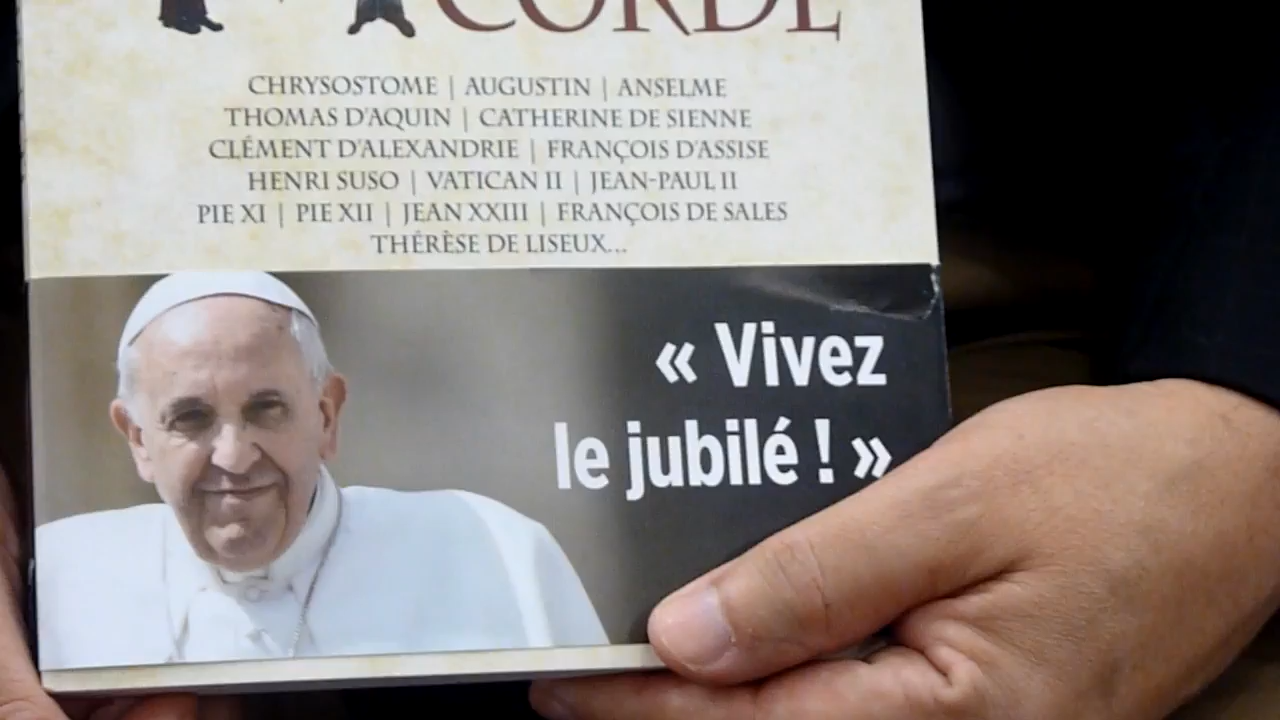 CORDE
CHRYSOSTOME | AUGUSTIN | ANSELME
THOMAS D'AQUIN | CATHERINE DE SIENNE
CLÉMENT D'ALEXANDRIE | FRANÇOIS D'ASSISE
HENRI SUSO | VATICAN II | JEAN-PAUL II
PIE XI | PIE XII | JEAN XXIII | FRANÇOIS DE SALES
THÉRÈSE DE LISEUX...
« Vivez
le jubilé ! »